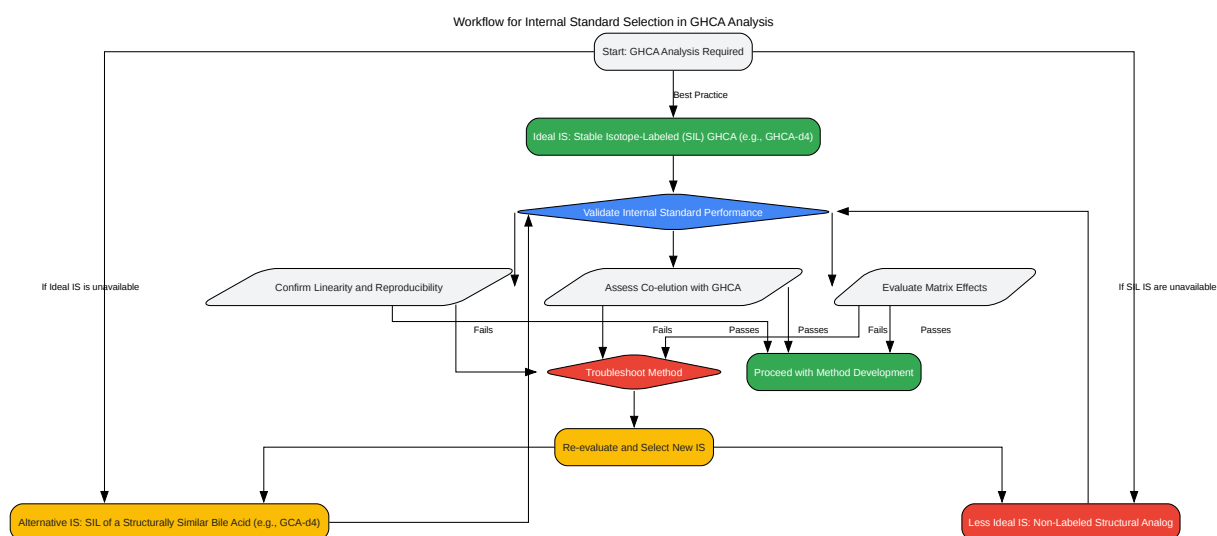 Workflow for Internal Standard Selection in GHCA Analysis
Start: GHCA Analysis Required
Best Practice
Ideal IS: Stable Isotope-Labeled (SIL) GHCA (e.g., GHCA-d4)
Validate Internal Standard Performance
If Ideal IS is unavailable
Confirm Linearity and Reproducibility
Assess Co-elution with GHCA
Evaluate Matrix Effects
If SIL IS are unavailable
Fails
Fails
Passes
Passes
Fails
Passes
Troubleshoot Method
Proceed with Method Development
Re-evaluate and Select New IS
Alternative IS: SIL of a Structurally Similar Bile Acid (e.g., GCA-d4)
Less Ideal IS: Non-Labeled Structural Analog